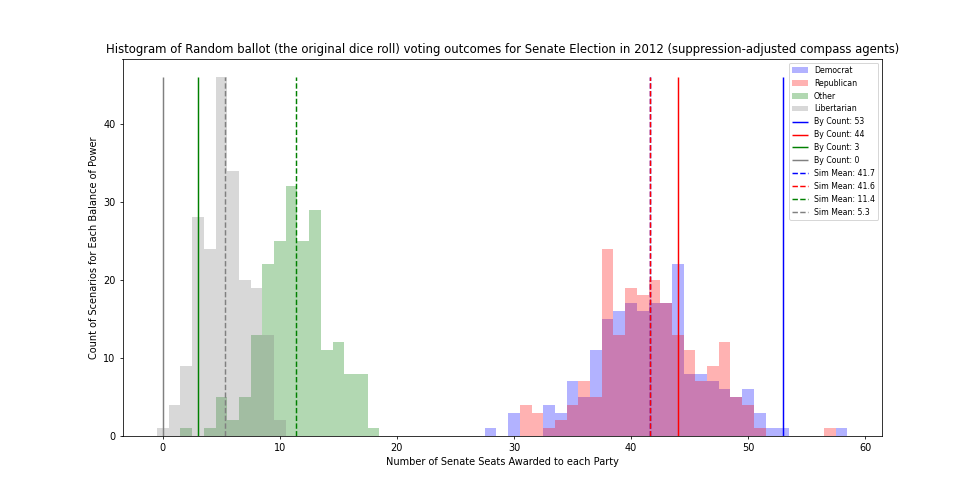 Histogram of Random ballot (the original dice roll) voting outcomes for Senate Election in 2012 (suppression-adjusted compass agents)
Democrat
Republican
Other
Libertarian
By Count: 53
By Count: 44
By Count: 3
By Count: 0
Sim Mean: 41.7
Sim Mean: 41.6
Sim Mean: 11.4
Sim Mean: 5.3
Count of Scenarios for Each Balance of Power
40
30
20
10
0
0 10 20 30 40 50 60
Number of Senate Seats Awarded to each Party